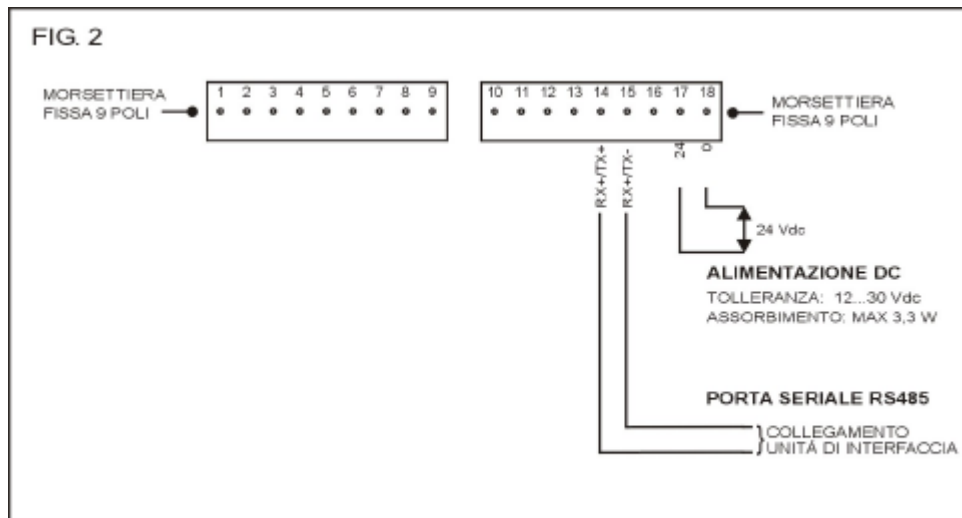 FIG. 2
MORSETTIERA
FISSA 9 POLI
1 2 3 4 5 6 7 8 9
10 11 12 13 14 15 16 17 18
MORSETTIERA
FISSA 9 POLI
RX+/TX+
RX+/TX-
24
0
24 Vdc
ALIMENTAZIONE DC
TOLLERANZA: 12...30 Vdc
ASSORBIMENTO: MAX 3,3 W
PORTA SERIALE RS485
COLLEGAMENTO
UNITÁ DI INTERFACCIA